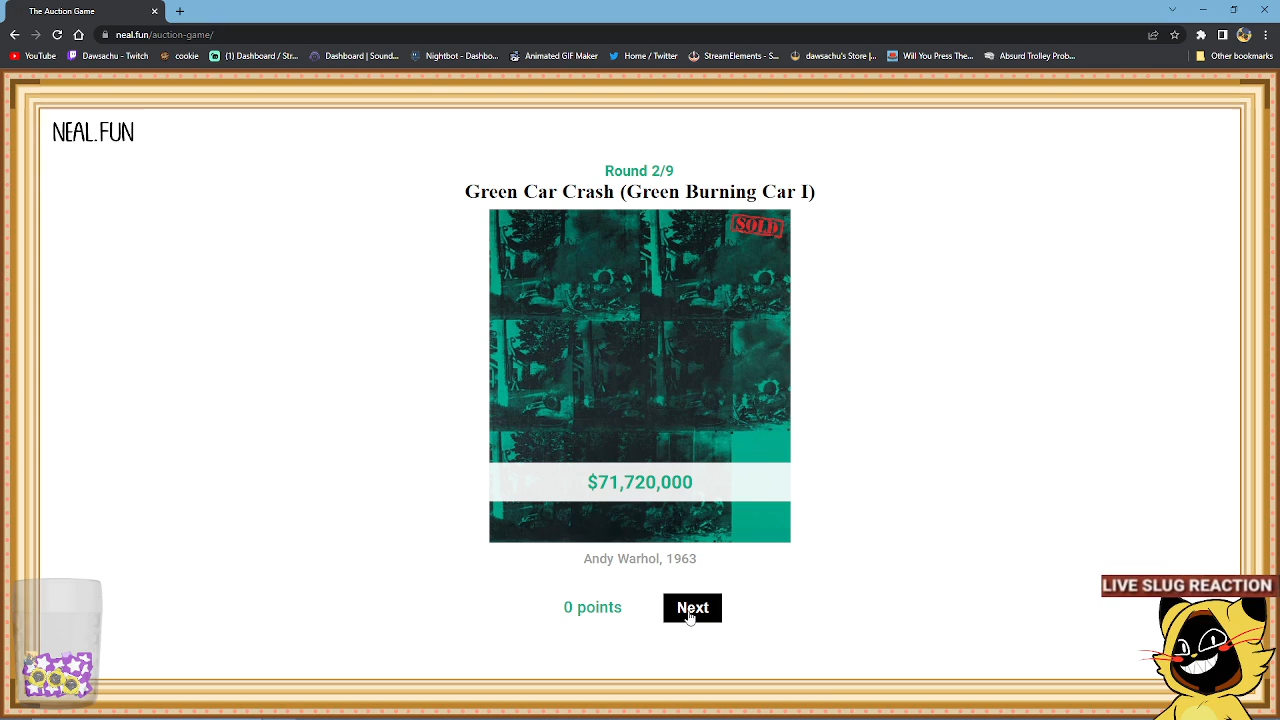 The Auction Game
neal.fun/auction-game/
YouTube Dawsachu - Twitch cookie (1) Dashboard / Str... Dashboard | Sound... Nightbot - Dashbo... Animated GIF Maker Home / Twitter StreamElements - S... dawsachu's Store |... Will You Press The... Absurd Trolley Prob... Other bookmarks
NEAL.FUN
Round 2/9
Green Car Crash (Green Burning Car I)
SOLD
$71,720,000
Andy Warhol, 1963
0 points Next
LIVE SLUG REACTION